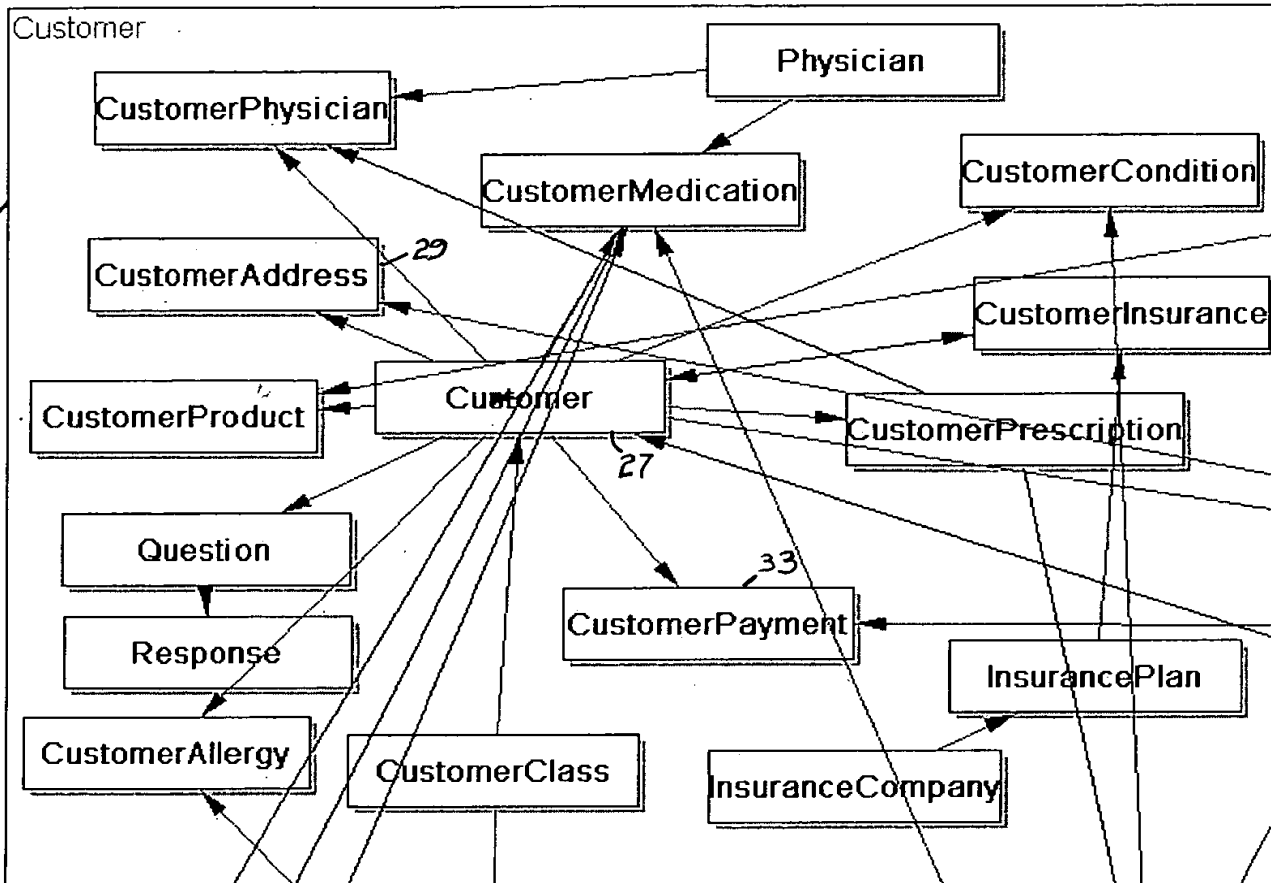 Customer
Physician
CustomerPhysician
CustomerMedication
CustomerCondition
29
CustomerAddress
CustomerInsurance
Customer
CustomerProduct
CustomerPrescription
27
Question
33
CustomerPayment
Response
InsurancePlan
CustomerAllergy
CustomerClass
InsuranceCompany